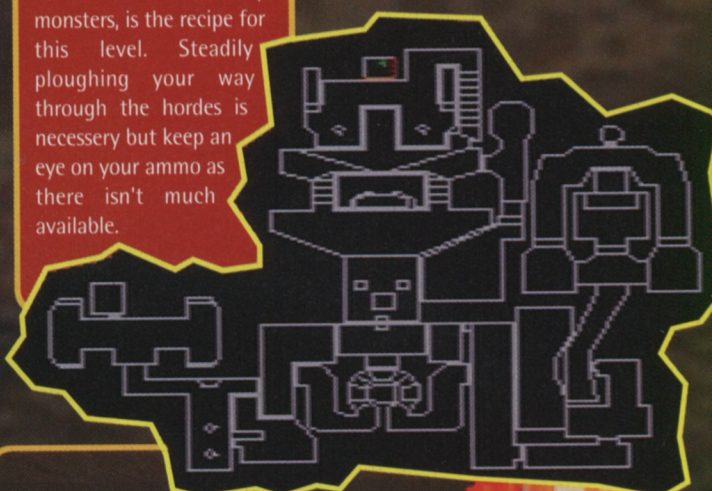 monsters, is the recipe for
this level. Steadily
ploughing your way
through the hordes is
necessery but keep an
eye on your ammo as
there isn't much
available.